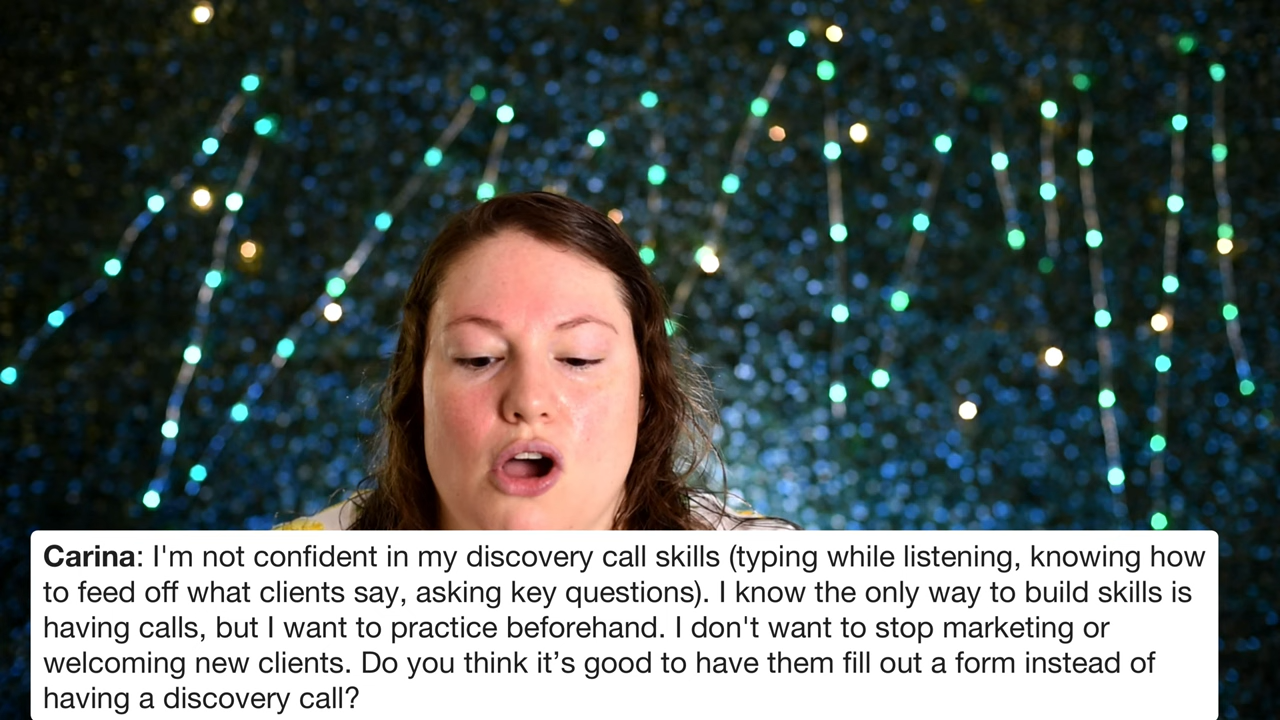 Carina: I'm not confident in my discovery call skills (typing while listening, knowing how
to feed off what clients say, asking key questions). I know the only way to build skills is
having calls, but I want to practice beforehand. I don't want to stop marketing or
welcoming new clients. Do you think it’s good to have them fill out a form instead of
having a discovery call?